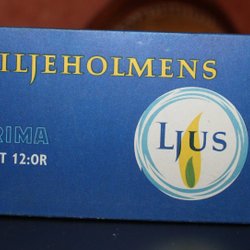 ILJEHOLMENS
LJUS
RIMA
T 12:OR